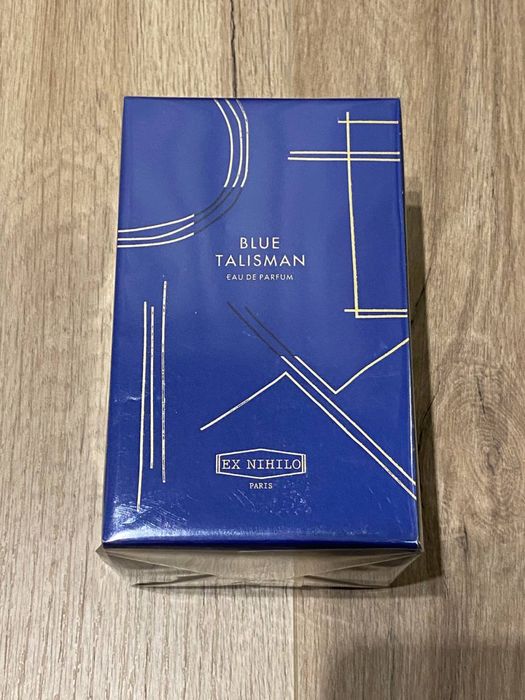 BLUE
TALISMAN
EAU DE PARFUM
EX NIHILO
PARIS